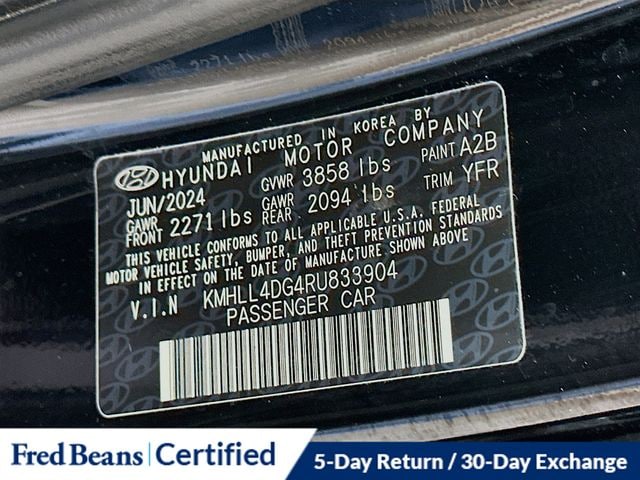 MANUFACTURED IN KOREA BY
HYUNDAI MOTOR COMPANY
JUN/2024 GVWR 3858 lbs PAINT A2B
GAWR FRONT 2271 lbs GAWR REAR 2094 lbs TRIM YFR
THIS VEHICLE CONFORMS TO ALL APPLICABLE U.S.A. FEDERAL
MOTOR VEHICLE SAFETY, BUMPER, AND THEFT PREVENTION STANDARDS
IN EFFECT ON THE DATE OF MANUFACTURE SHOWN ABOVE
V.I.N KMHLL4DG4RU833904
PASSENGER CAR
Fred Beans Certified
5-Day Return / 30-Day Exchange